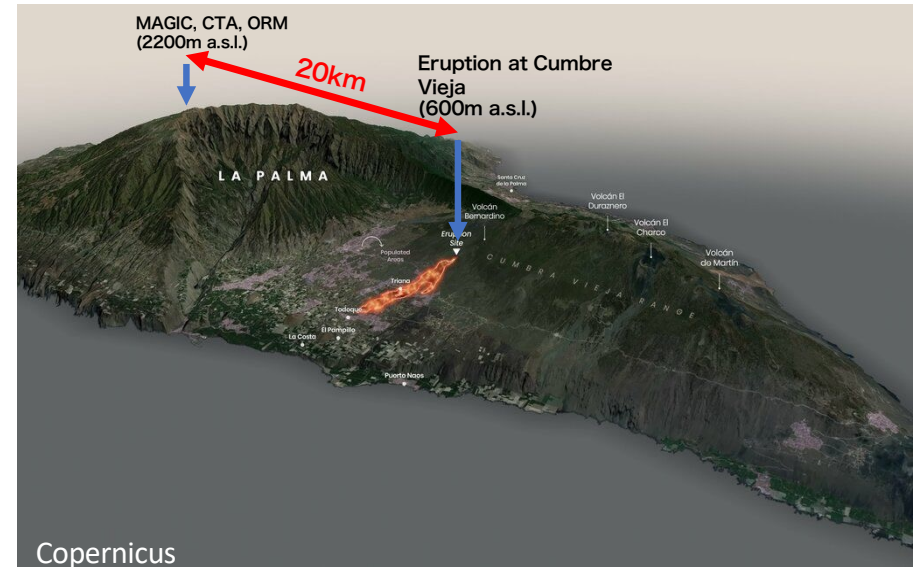 MAGIC, CTA, ORM
(2200m a.s.l.)
20km
Eruption at Cumbre
Vieja
(600m a.s.l.)
LA PALMA
Santa Cruz
de la Palma
Volcán
Bernardino
Volcán El
Duraznero
Volcán El
Charco
Volcán
de Martín
Eruption
Site
Populated
Areas
CUMBRA VIEJA RANGE
Triana
Todoque
El Pampillo
La Costa
Puerto Naos
Copernicus